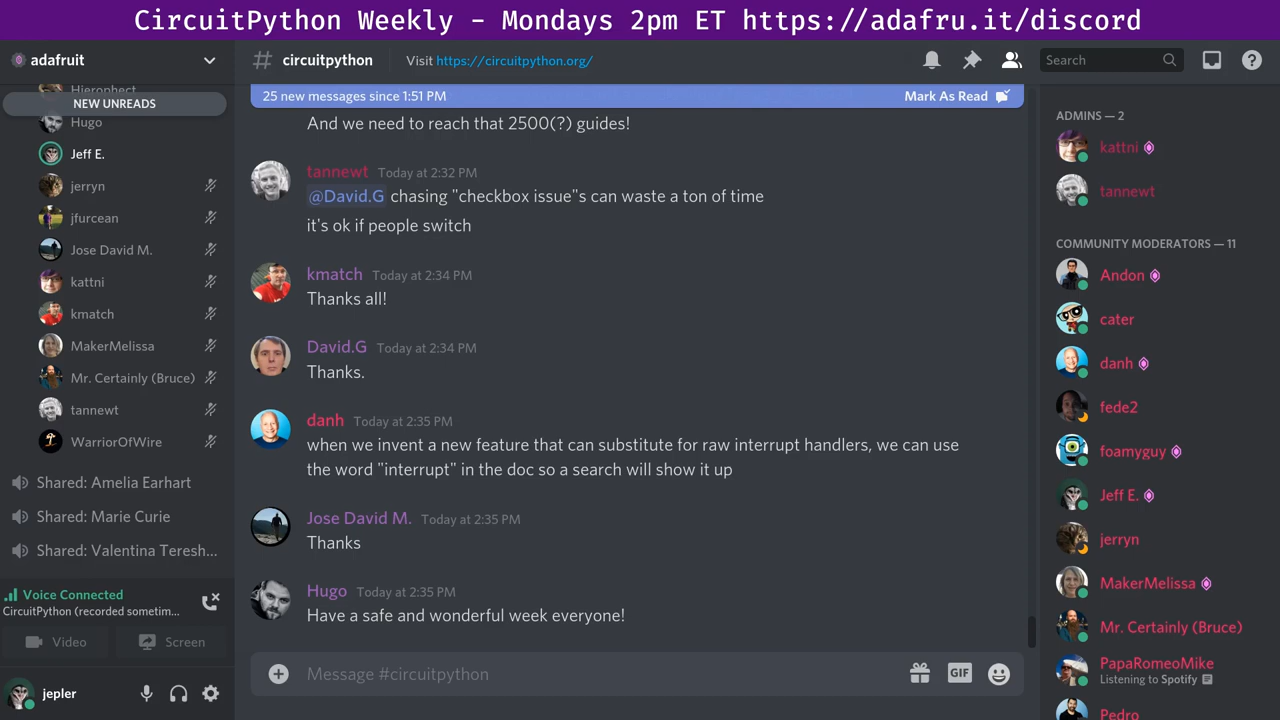 CircuitPython Weekly - Mondays 2pm ET https://adafru.it/discord
adafruit
Hierophect
NEW UNREADS
Hugo
Jeff E.
jerryn
jfurcean
Jose David M.
kattni
kmatch
MakerMelissa
Mr. Certainly (Bruce)
tannewt
WarriorOfWire
Shared: Amelia Earhart
Shared: Marie Curie
Shared: Valentina Teresh...
Voice Connected
CircuitPython (recorded sometim...
Video
Screen
jepler
# circuitpython
Visit https://circuitpython.org/
Search
25 new messages since 1:51 PM
Mark As Read
And we need to reach that 2500(?) guides!
tannewt Today at 2:32 PM
@David.G chasing "checkbox issue"s can waste a ton of time
it's ok if people switch
kmatch Today at 2:34 PM
Thanks all!
David.G Today at 2:34 PM
Thanks.
danh Today at 2:35 PM
when we invent a new feature that can substitute for raw interrupt handlers, we can use
the word "interrupt" in the doc so a search will show it up
Jose David M. Today at 2:35 PM
Thanks
Hugo Today at 2:35 PM
Have a safe and wonderful week everyone!
Message #circuitpython
GIF
ADMINS — 2
kattni
tannewt
COMMUNITY MODERATORS — 11
Andon
cater
danh
fede2
foamyguy
Jeff E.
jerryn
MakerMelissa
Mr. Certainly (Bruce)
PapaRomeoMike
Listening to Spotify
Pedro